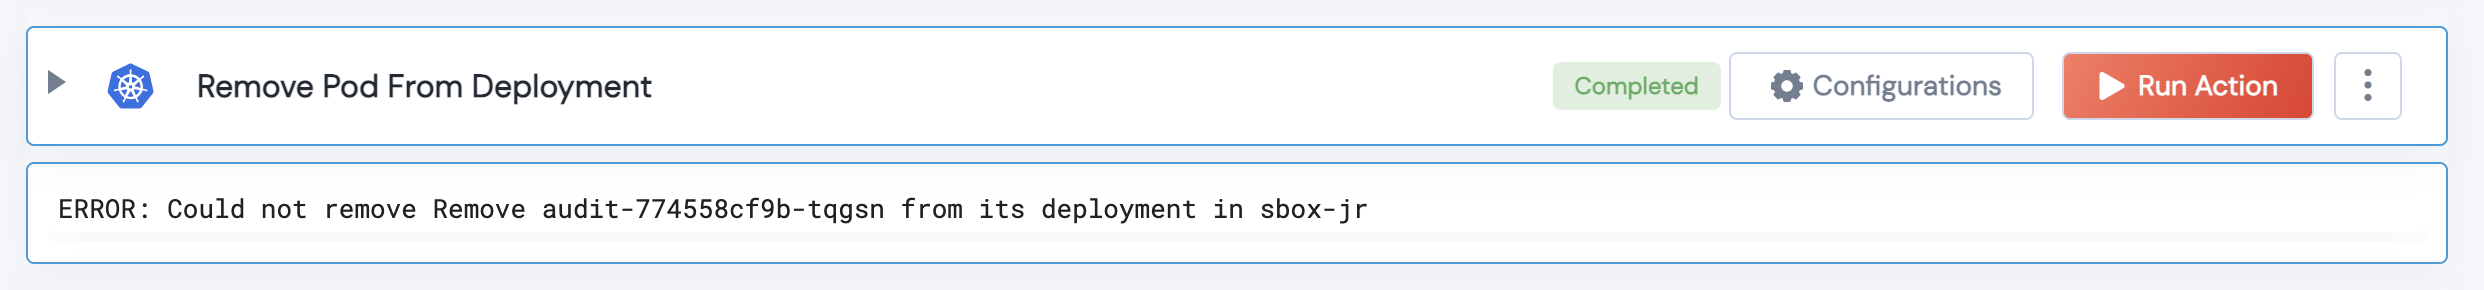 Remove Pod From Deployment
Completed
Configurations
Run Action
ERROR: Could not remove Remove audit-774558cf9b-tqgsn from its deployment in sbox-jr